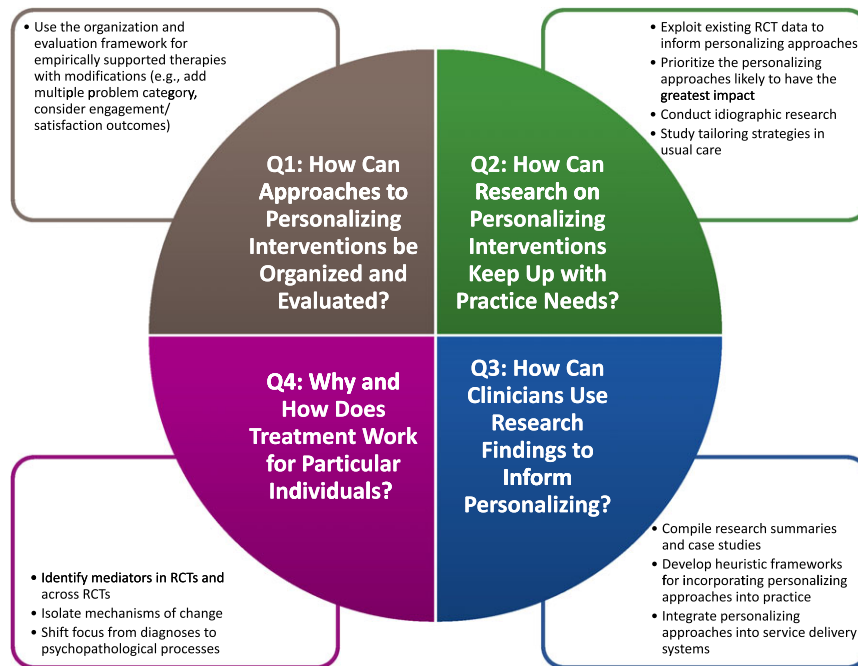 • Use the organization and
evaluation framework for
empirically supported therapies
with modifications (e.g., add
multiple problem category,
consider engagement/
satisfaction outcomes)
• Exploit existing RCT data to
inform personalizing approaches
• Prioritize the personalizing
approaches likely to have the
greatest impact
• Conduct idiographic research
• Study tailoring strategies in
usual care
Q1: How Can
Approaches to
Personalizing
Interventions be
Organized and
Evaluated?
Q2: How Can
Research on
Personalizing
Interventions
Keep Up with
Practice Needs?
Q4: Why and
How Does
Treatment Work
for Particular
Individuals?
Q3: How Can
Clinicians Use
Research
Findings to
Inform
Personalizing?
• Identify mediators in RCTs and
across RCTs
• Isolate mechanisms of change
• Shift focus from diagnoses to
psychopathological processes
• Compile research summaries
and case studies
• Develop heuristic frameworks
for incorporating personalizing
approaches into practice
• Integrate personalizing
approaches into service delivery
systems